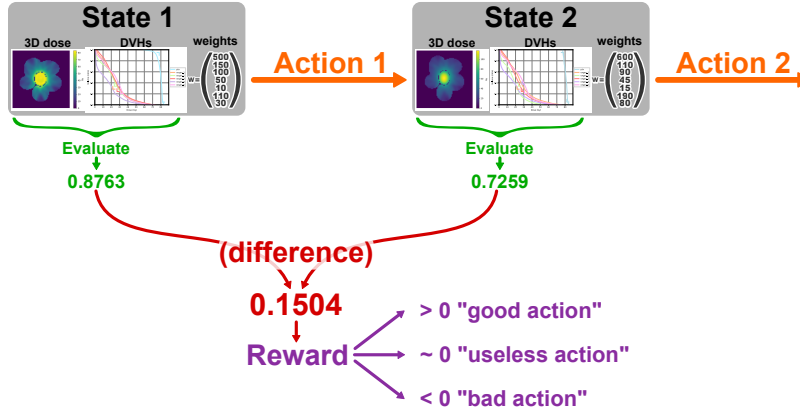 State 1
3D dose
DVHs
weights
w =
500
150
100
50
10
110
30
Action 1
State 2
3D dose
DVHs
weights
w =
600
110
90
45
15
190
80
Action 2
Evaluate
0.8763
Evaluate
0.7259
(difference)
0.1504
Reward
> 0 "good action"
~ 0 "useless action"
< 0 "bad action"